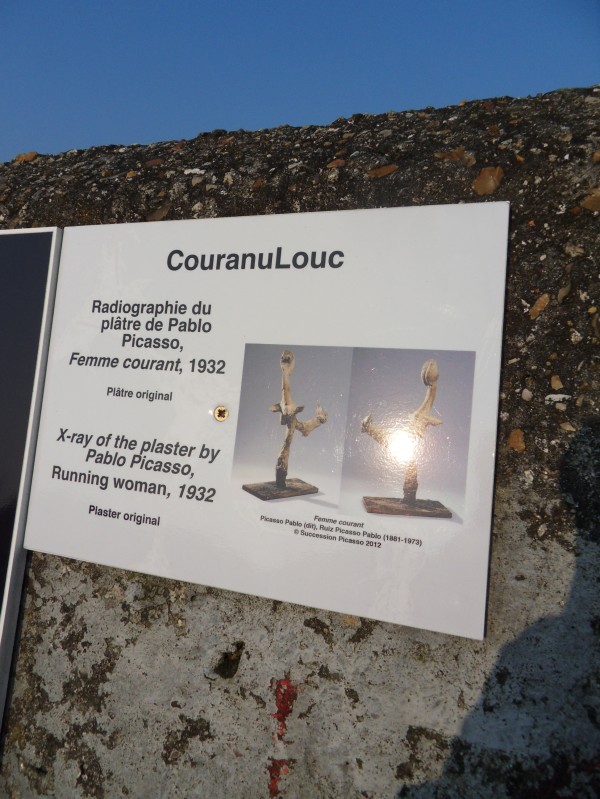 CouranuLouc
Radiographie du
plâtre de Pablo
Picasso,
Femme courant, 1932
Plâtre original
X-ray of the plaster by
Pablo Picasso,
Running woman, 1932
Plaster original
Femme courant
Picasso Pablo (dit), Ruiz Picasso Pablo (1881-1973)
© Succession Picasso 2012